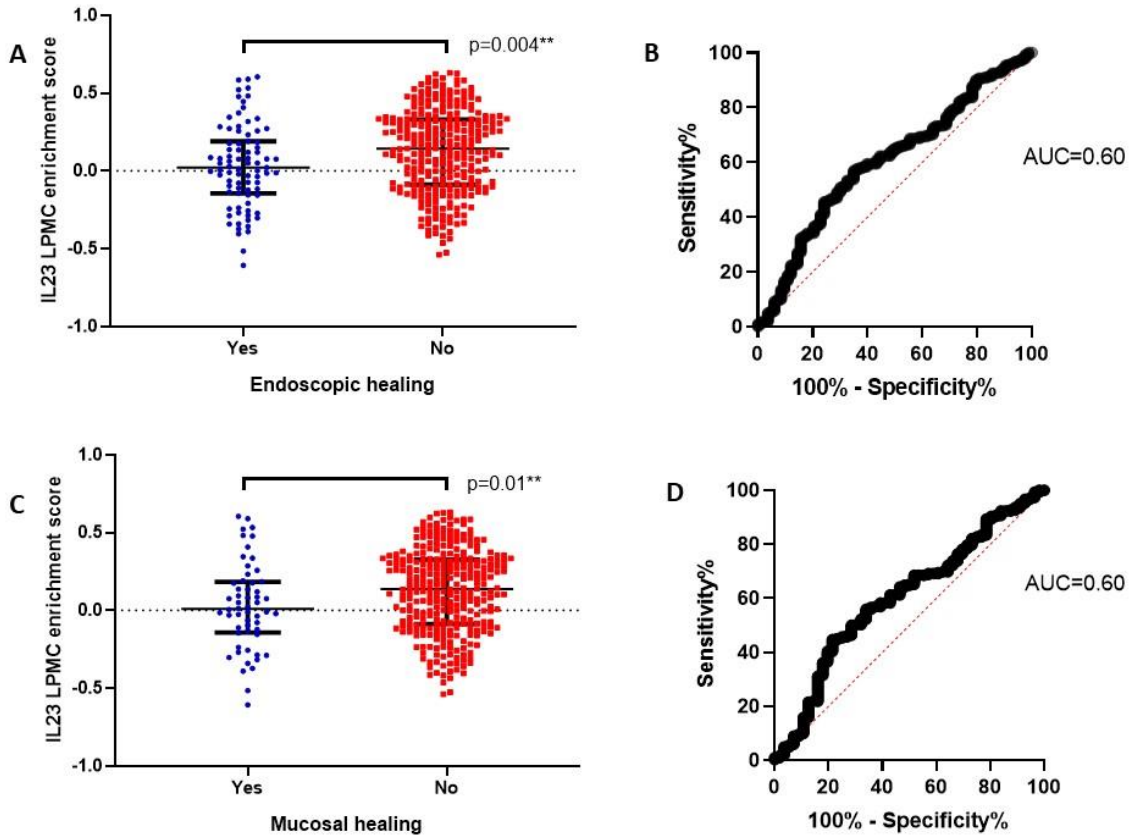 A
IL23 LPMC enrichment score
1.0
0.5
0.0
-0.5
-1.0
p=0.004**
Yes
No
Endoscopic healing
B
Sensitivity%
100
80
60
40
20
0
0
20
40
60
80
100
100% - Specificity%
AUC=0.60
C
IL23 LPMC enrichment score
1.0
0.5
0.0
-0.5
-1.0
p=0.01**
Yes
No
Mucosal healing
D
Sensitivity%
100
80
60
40
20
0
0
20
40
60
80
100
100% - Specificity%
AUC=0.60